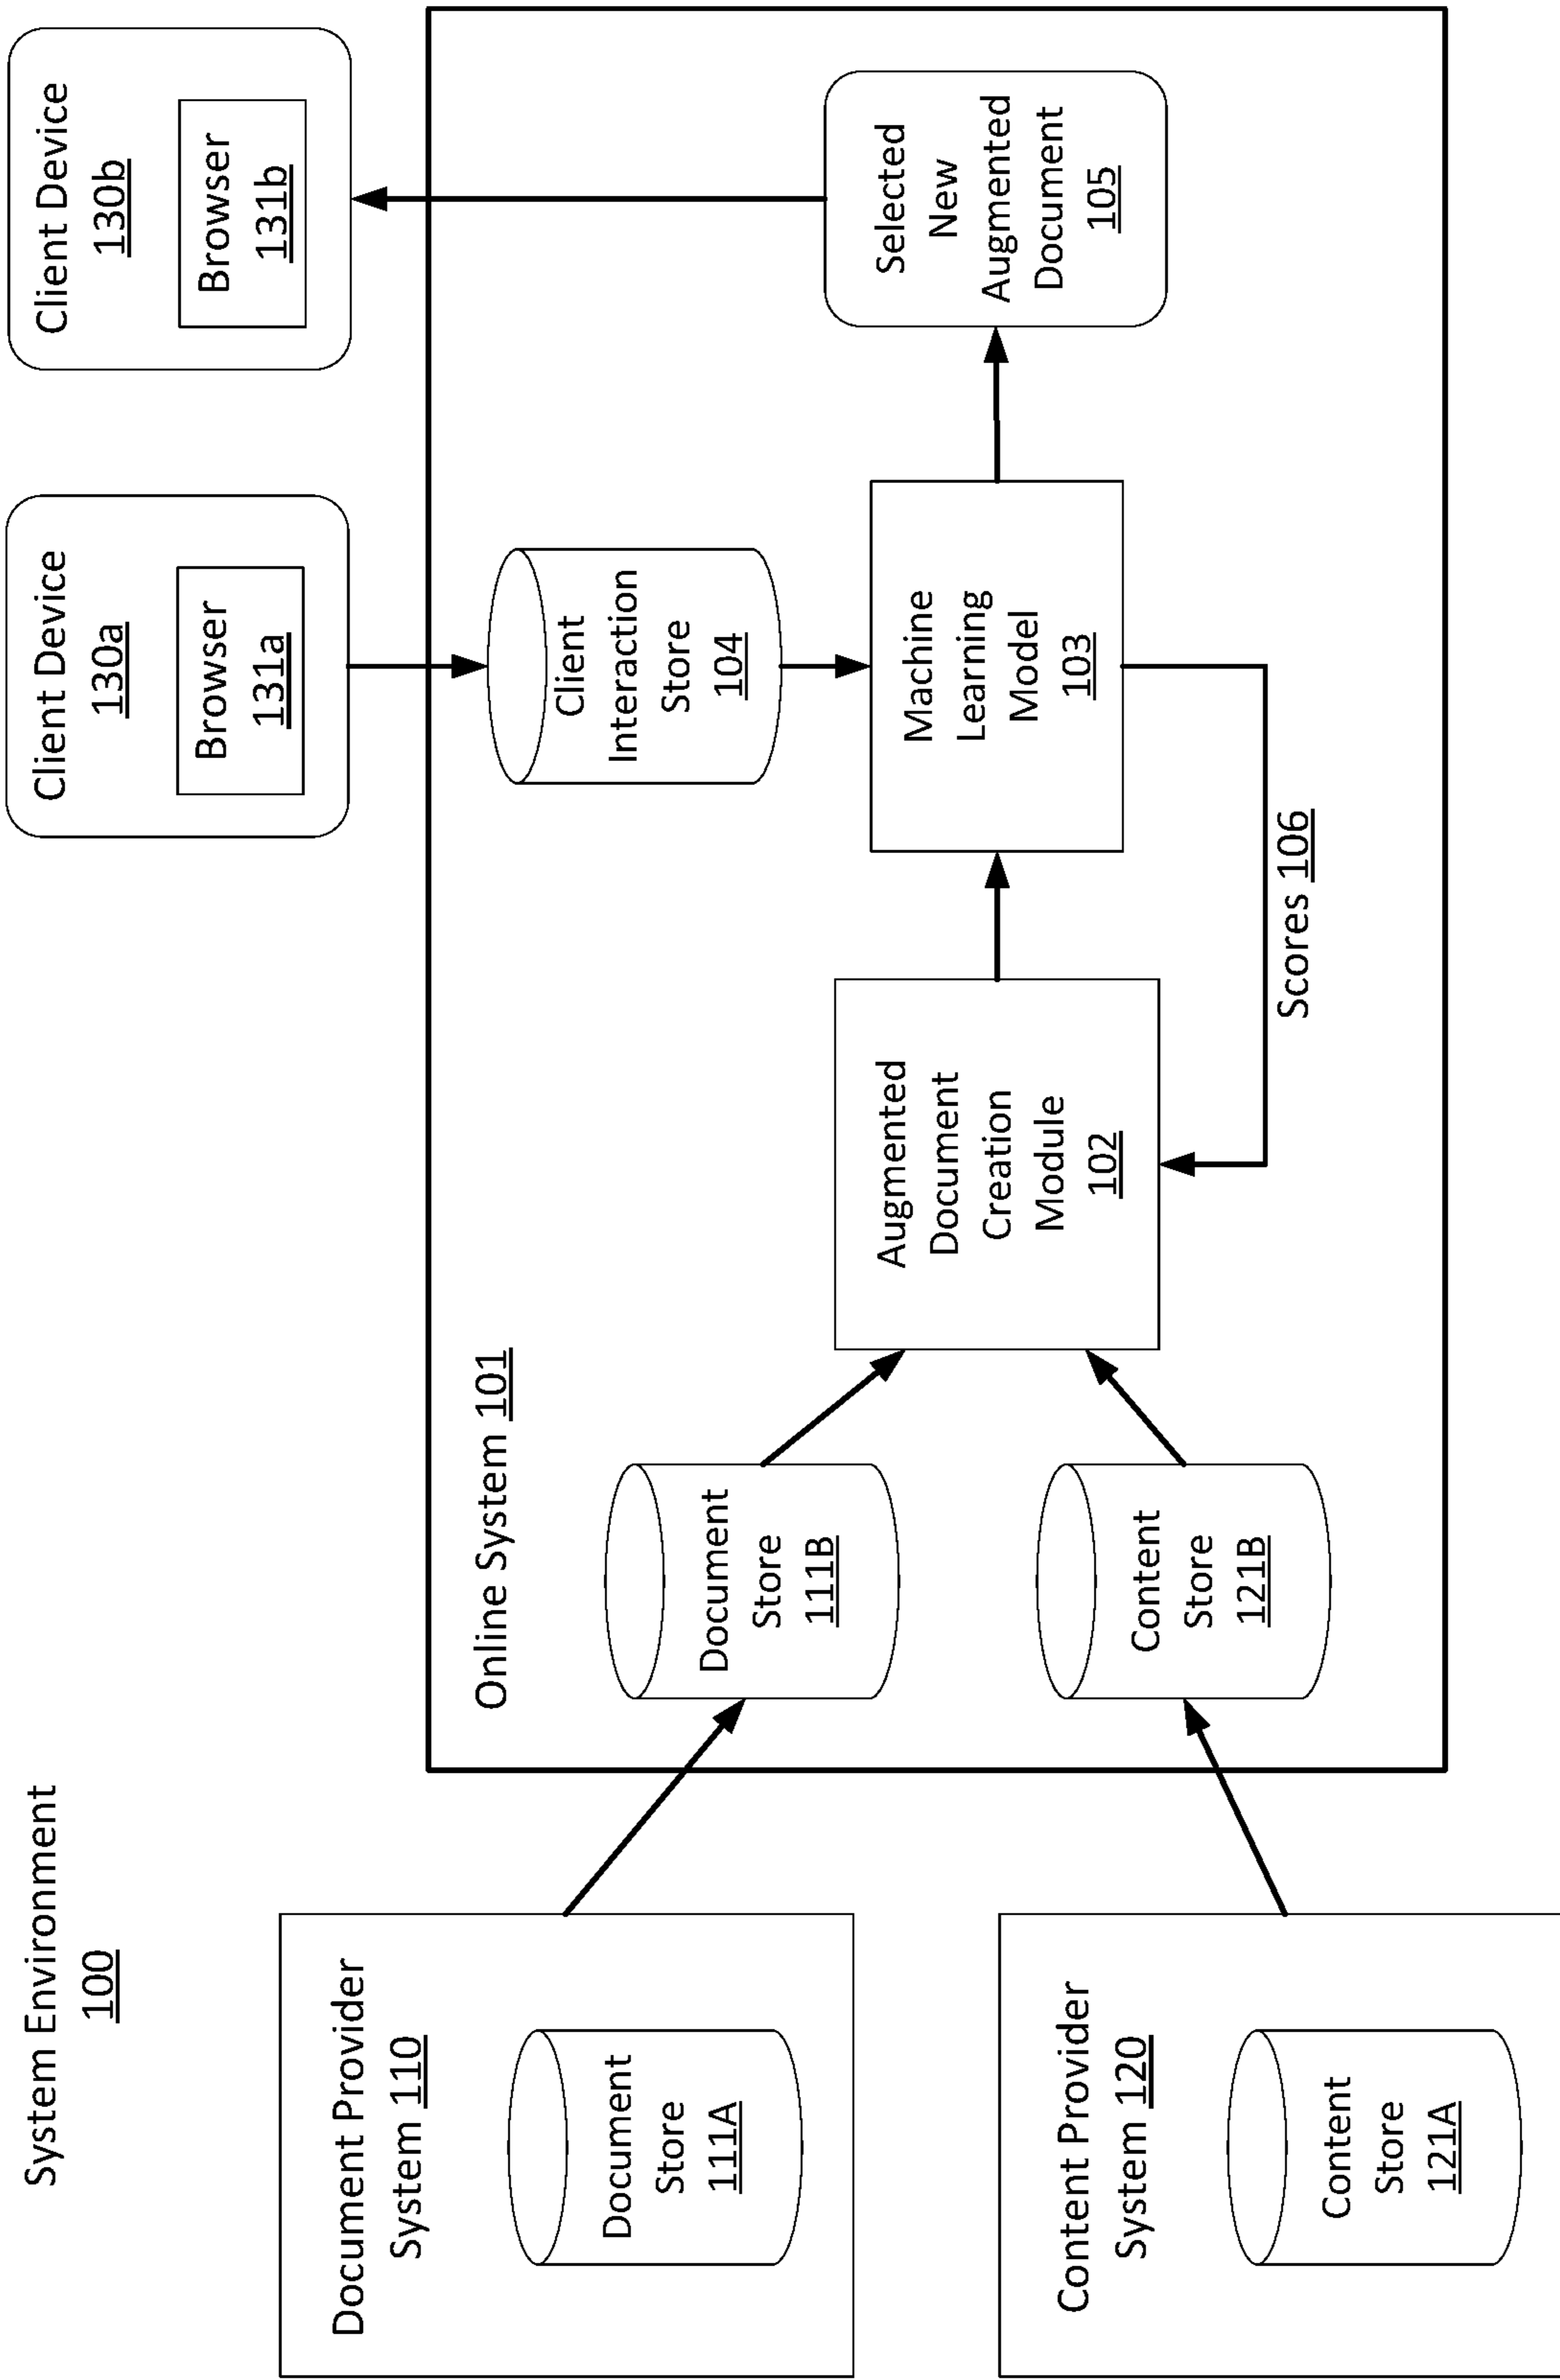 System Environment
100
Document Provider
System 110
Document
Store
111A
Content Provider
System 120
Content
Store
121A
Online System 101
Document
Store
111B
Content
Store
121B
Augmented
Document
Creation
Module
102
Scores 106
Client Device
130a
Browser
131a
Client
Interaction
Store
104
Machine
Learning
Model
103
Client Device
130b
Browser
131b
Selected
New
Augmented
Document
105